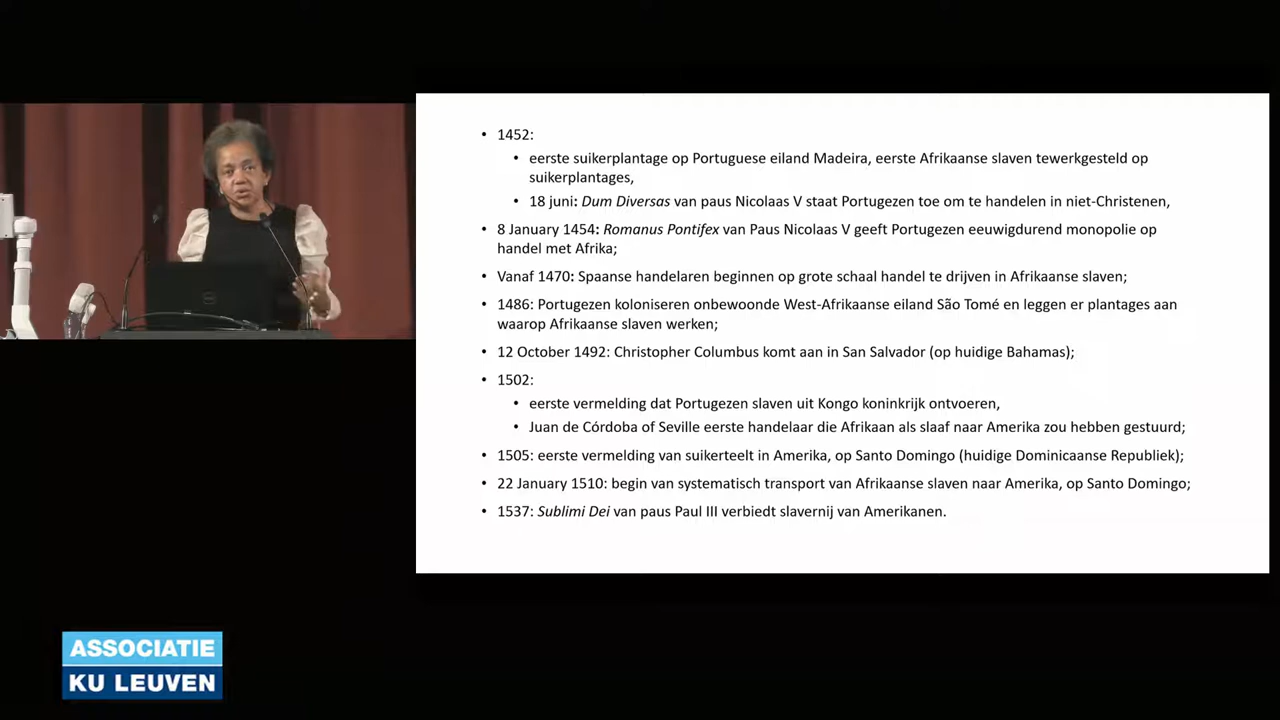 • 1452:
• eerste suikerplantage op Portuguese eiland Madeira, eerste Afrikaanse slaven tewerkgesteld op
suikerplantages,
• 18 juni: Dum Diversas van paus Nicolaas V staat Portugezen toe om te handelen in niet-Christenen,
• 8 January 1454: Romanus Pontifex van Paus Nicolaas V geeft Portugezen eeuwigdurend monopolie op
handel met Afrika;
• Vanaf 1470: Spaanse handelaren beginnen op grote schaal handel te drijven in Afrikaanse slaven;
• 1486: Portugezen koloniseren onbewoonde West-Afrikaanse eiland São Tomé en leggen er plantages aan
waarop Afrikaanse slaven werken;
• 12 October 1492: Christopher Columbus komt aan in San Salvador (op huidige Bahamas);
• 1502:
• eerste vermelding dat Portugezen slaven uit Kongo koninkrijk ontvoeren,
• Juan de Córdoba of Seville eerste handelaar die Afrikaan als slaaf naar Amerika zou hebben gestuurd;
• 1505: eerste vermelding van suikerteelt in Amerika, op Santo Domingo (huidige Dominicaanse Republiek);
• 22 January 1510: begin van systematisch transport van Afrikaanse slaven naar Amerika, op Santo Domingo;
• 1537: Sublimi Dei van paus Paul III verbiedt slavernij van Amerikanen.
ASSOCIATIE
KU LEUVEN